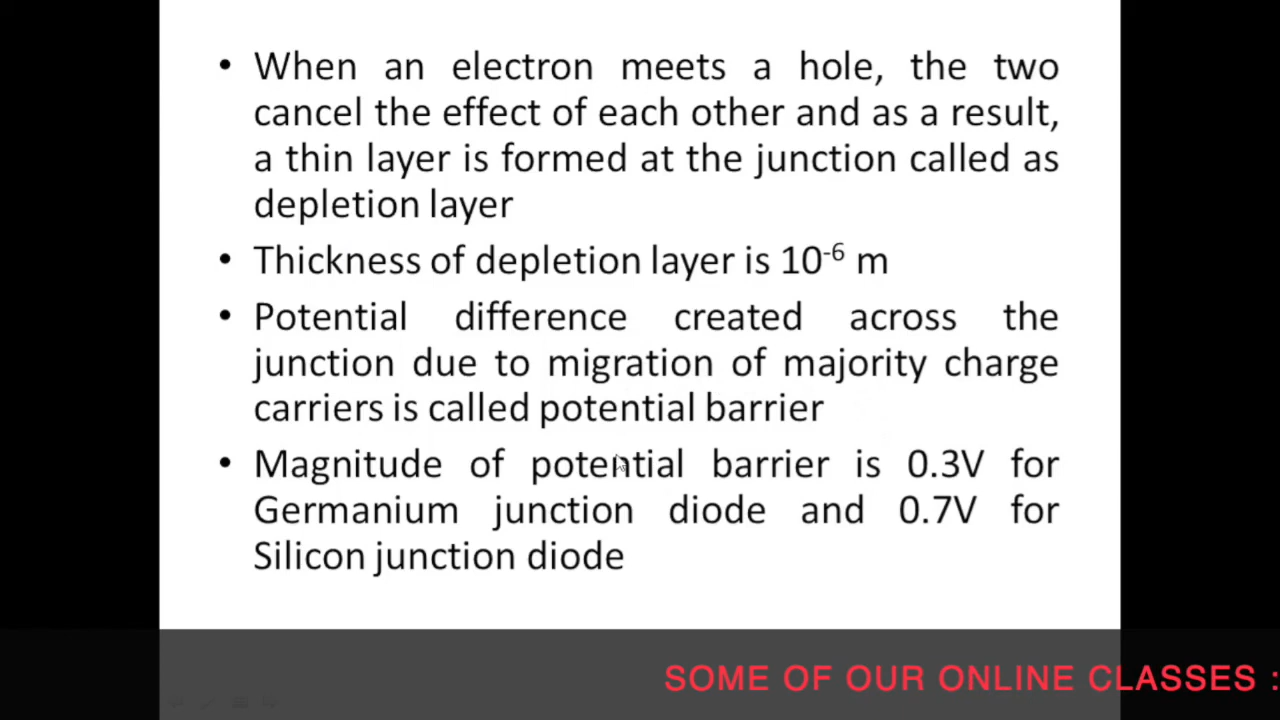 • When an electron meets a hole, the two
cancel the effect of each other and as a result,
a thin layer is formed at the junction called as
depletion layer
• Thickness of depletion layer is 10⁻⁶ m
• Potential difference created across the
junction due to migration of majority charge
carriers is called potential barrier
• Magnitude of potential barrier is 0.3V for
Germanium junction diode and 0.7V for
Silicon junction diode
SOME OF OUR ONLINE CLASSES :